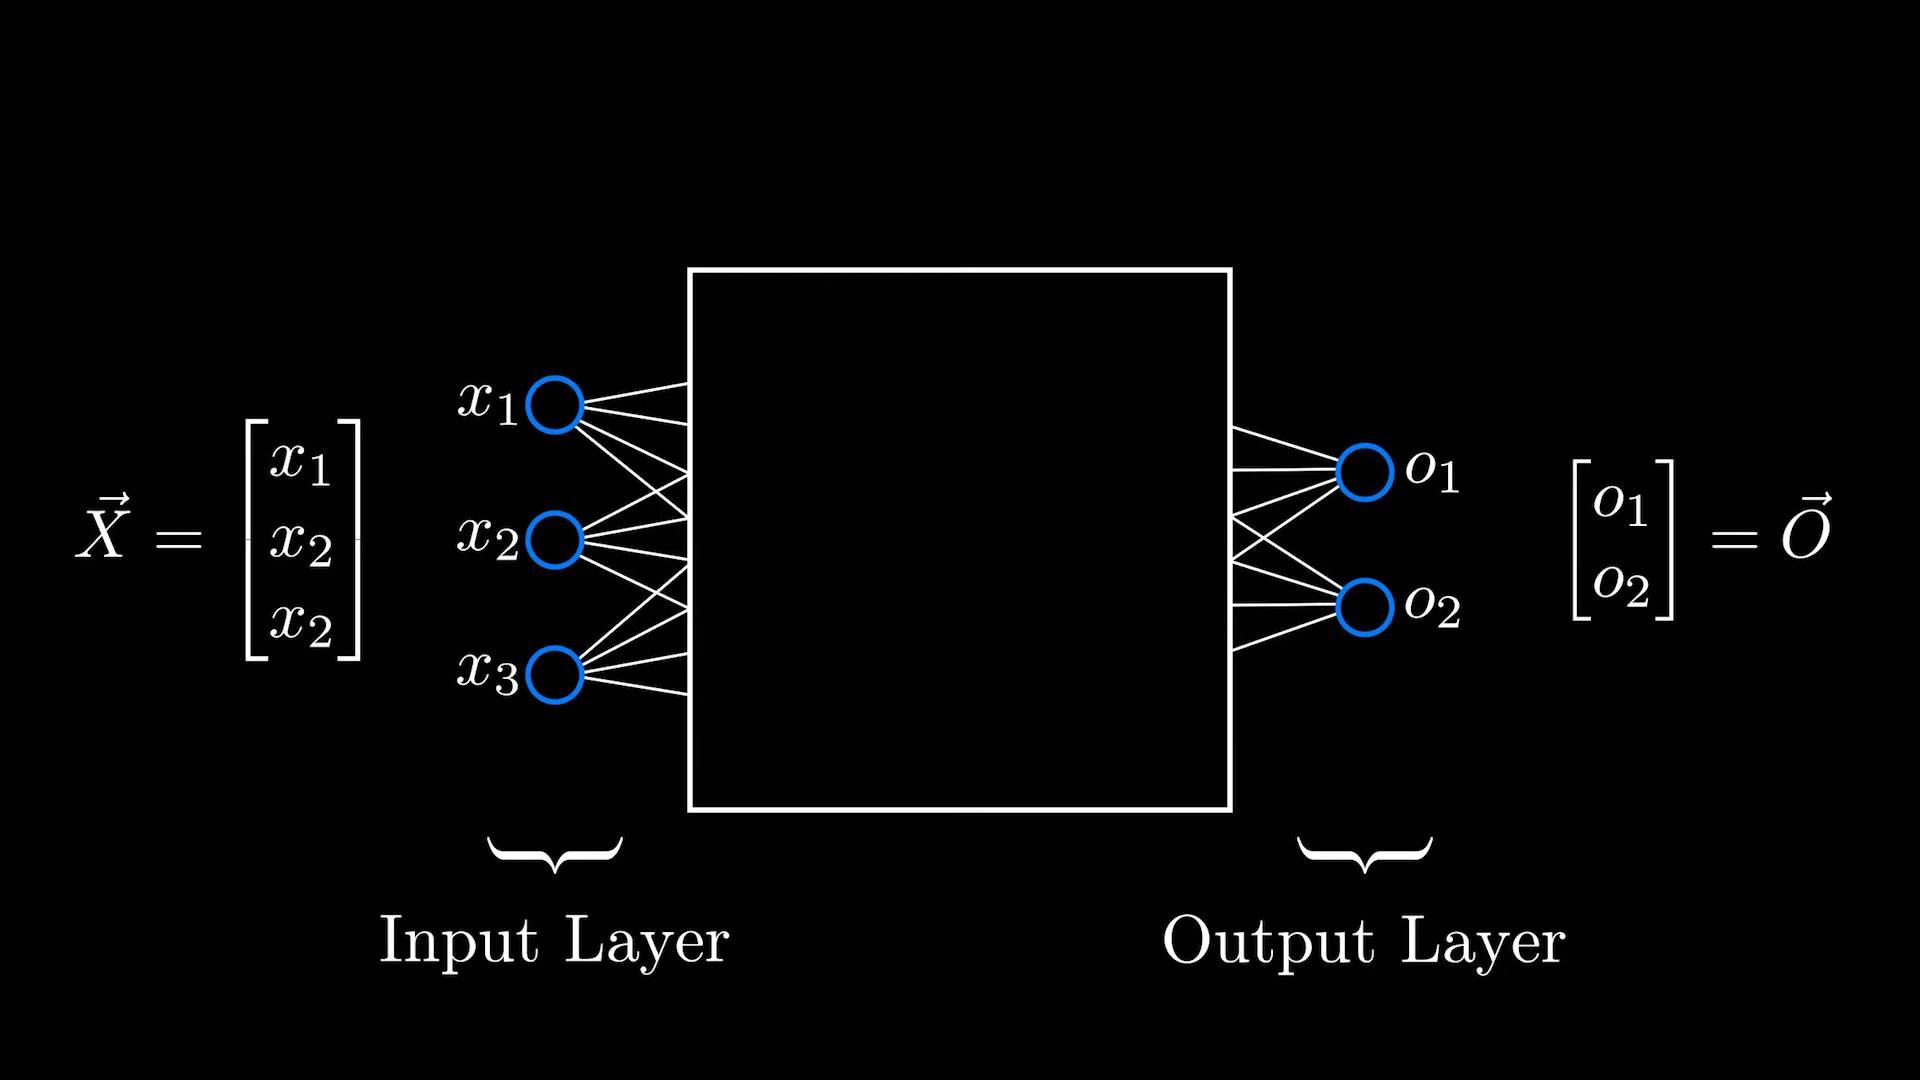 x₁
x₂
x₃
X⃗ = [x₁ x₂ x₂]
o₁
o₂
[o₁ o₂] = O⃗
Input Layer
Output Layer